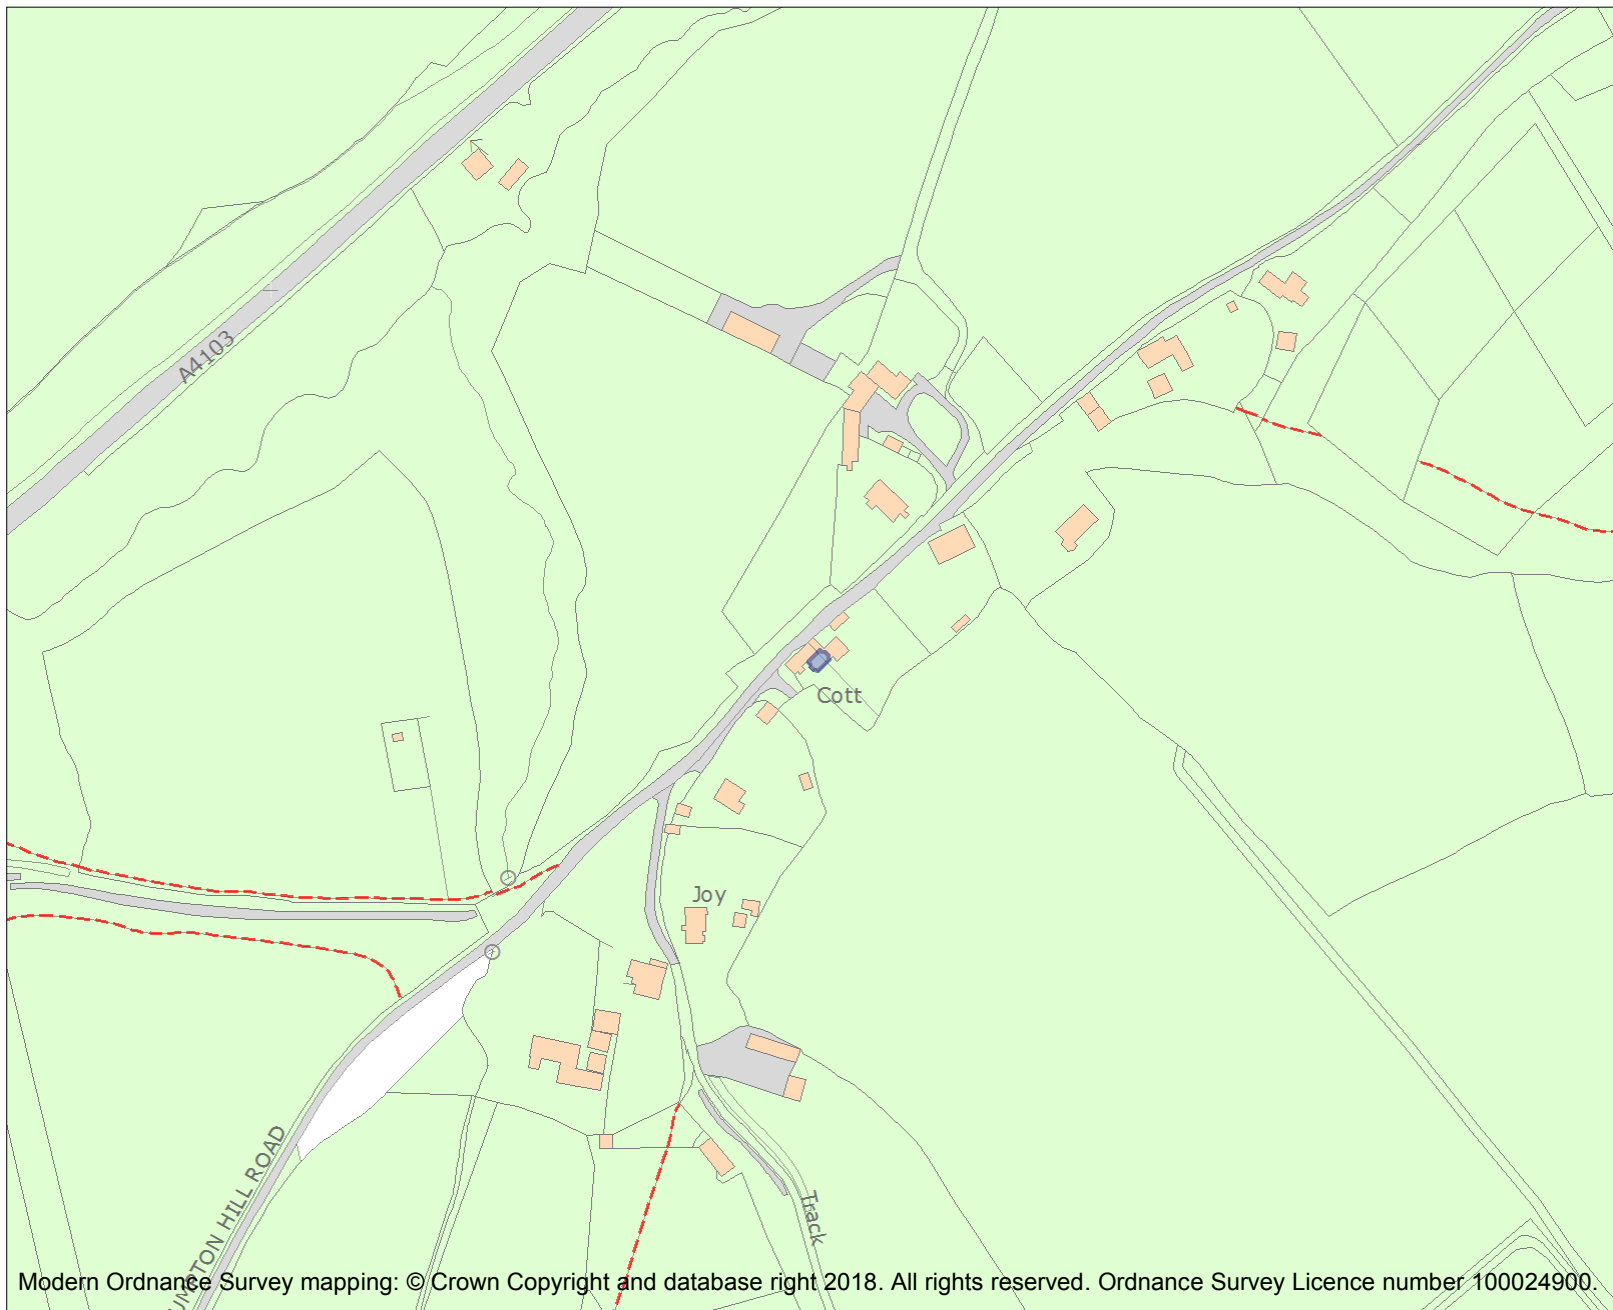 A4103
Cott
Joy
Track
UMPTON HILL ROAD
Modern Ordnance Survey mapping: © Crown Copyright and database right 2018. All rights reserved. Ordnance Survey Licence number 100024900.